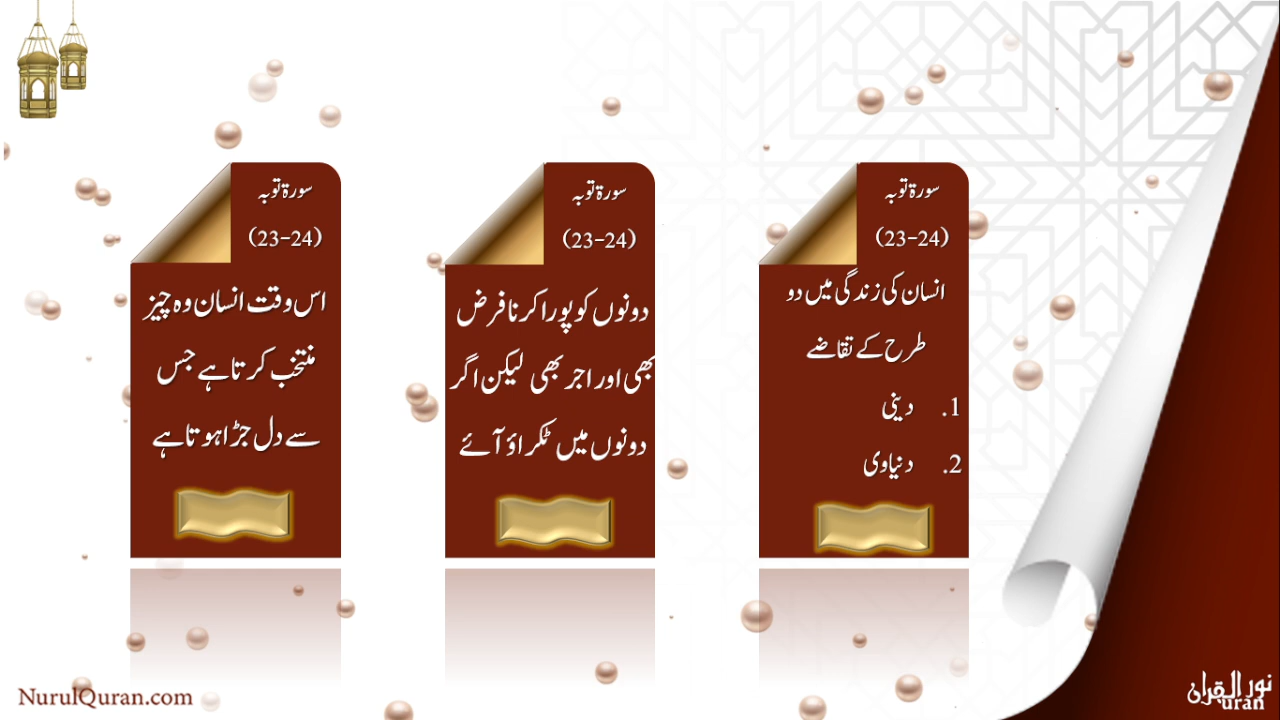 سورۃ توبہ
(23-24)
انسان کی زندگی میں دو
طرح کے تقاضے
1. دینی
2. دنیاوی
سورۃ توبہ
(23-24)
دونوں کو پورا کرنا فرض
بھی اور اجر بھی لیکن اگر
دونوں میں ٹکراؤ آئے
سورۃ توبہ
(23-24)
اس وقت انسان وہ چیز
منتخب کرتا ہے جس
سے دل جڑا ہوتا ہے
NurulQuran.com
نور القرآن
uran